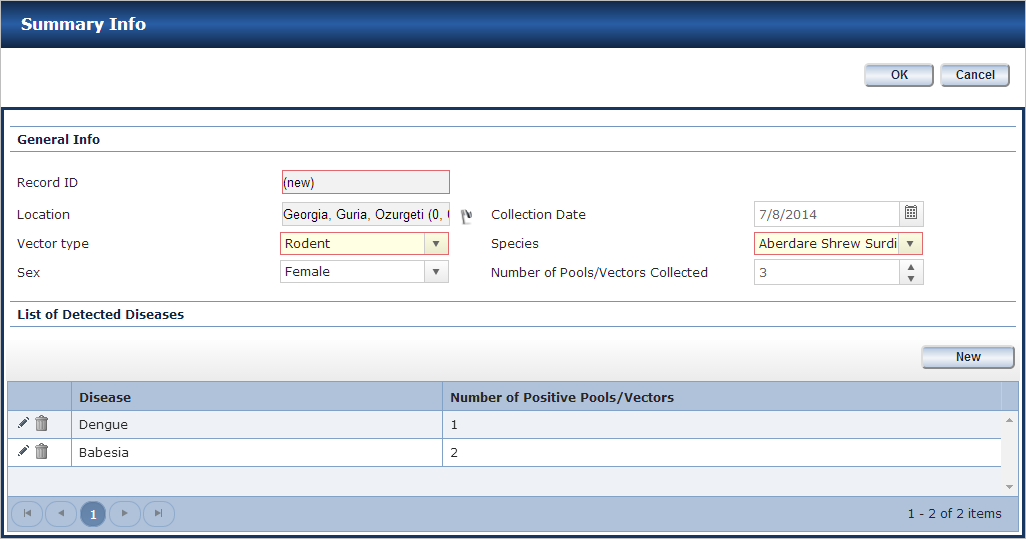 Summary Info
OK Cancel
General Info
Record ID (new)
Location Georgia, Guria, Ozurgeti (0, Collection Date 7/8/2014
Vector type Rodent Species Aberdare Shrew Surdi
Sex Female Number of Pools/Vectors Collected 3
List of Detected Diseases
New
Disease Number of Positive Pools/Vectors
Dengue 1
Babesia 2
1 1 - 2 of 2 items